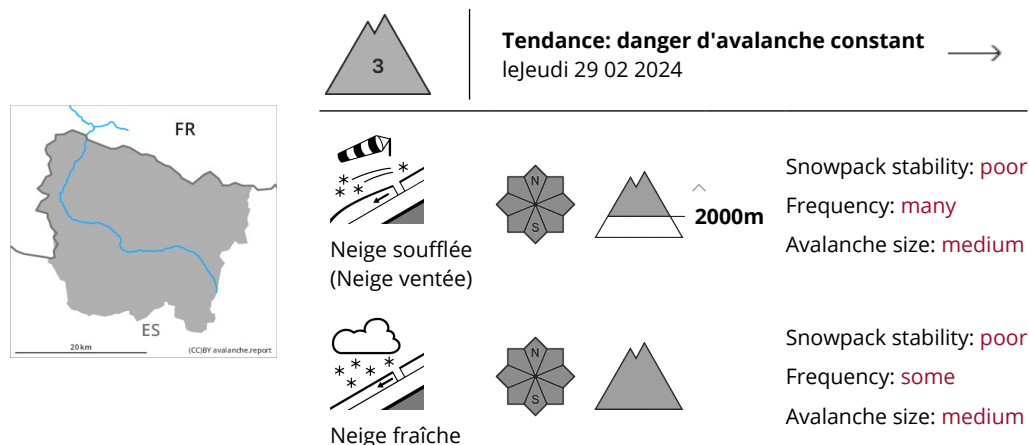 3
Tendance: danger d'avalanche constant
leJeudi 29 02 2024
FR
ES
20 km
(CC)BY avalanche.report
N
S
2000m
Neige soufflée
(Neige ventée)
Snowpack stability: poor
Frequency: many
Avalanche size: medium
N
S
Neige fraîche
Snowpack stability: poor
Frequency: some
Avalanche size: medium